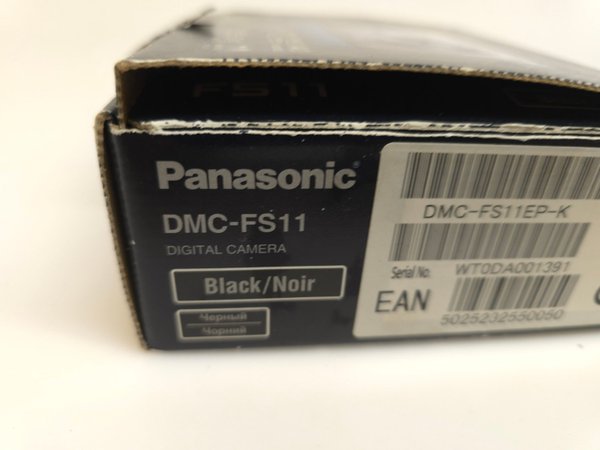 FS11
Panasonic
DMC-FS11
DIGITAL CAMERA
Black/Noir
Черный
Чорний
DMC-FS11EP-K
Serial No. WT0DA001391
EAN
5025232550050